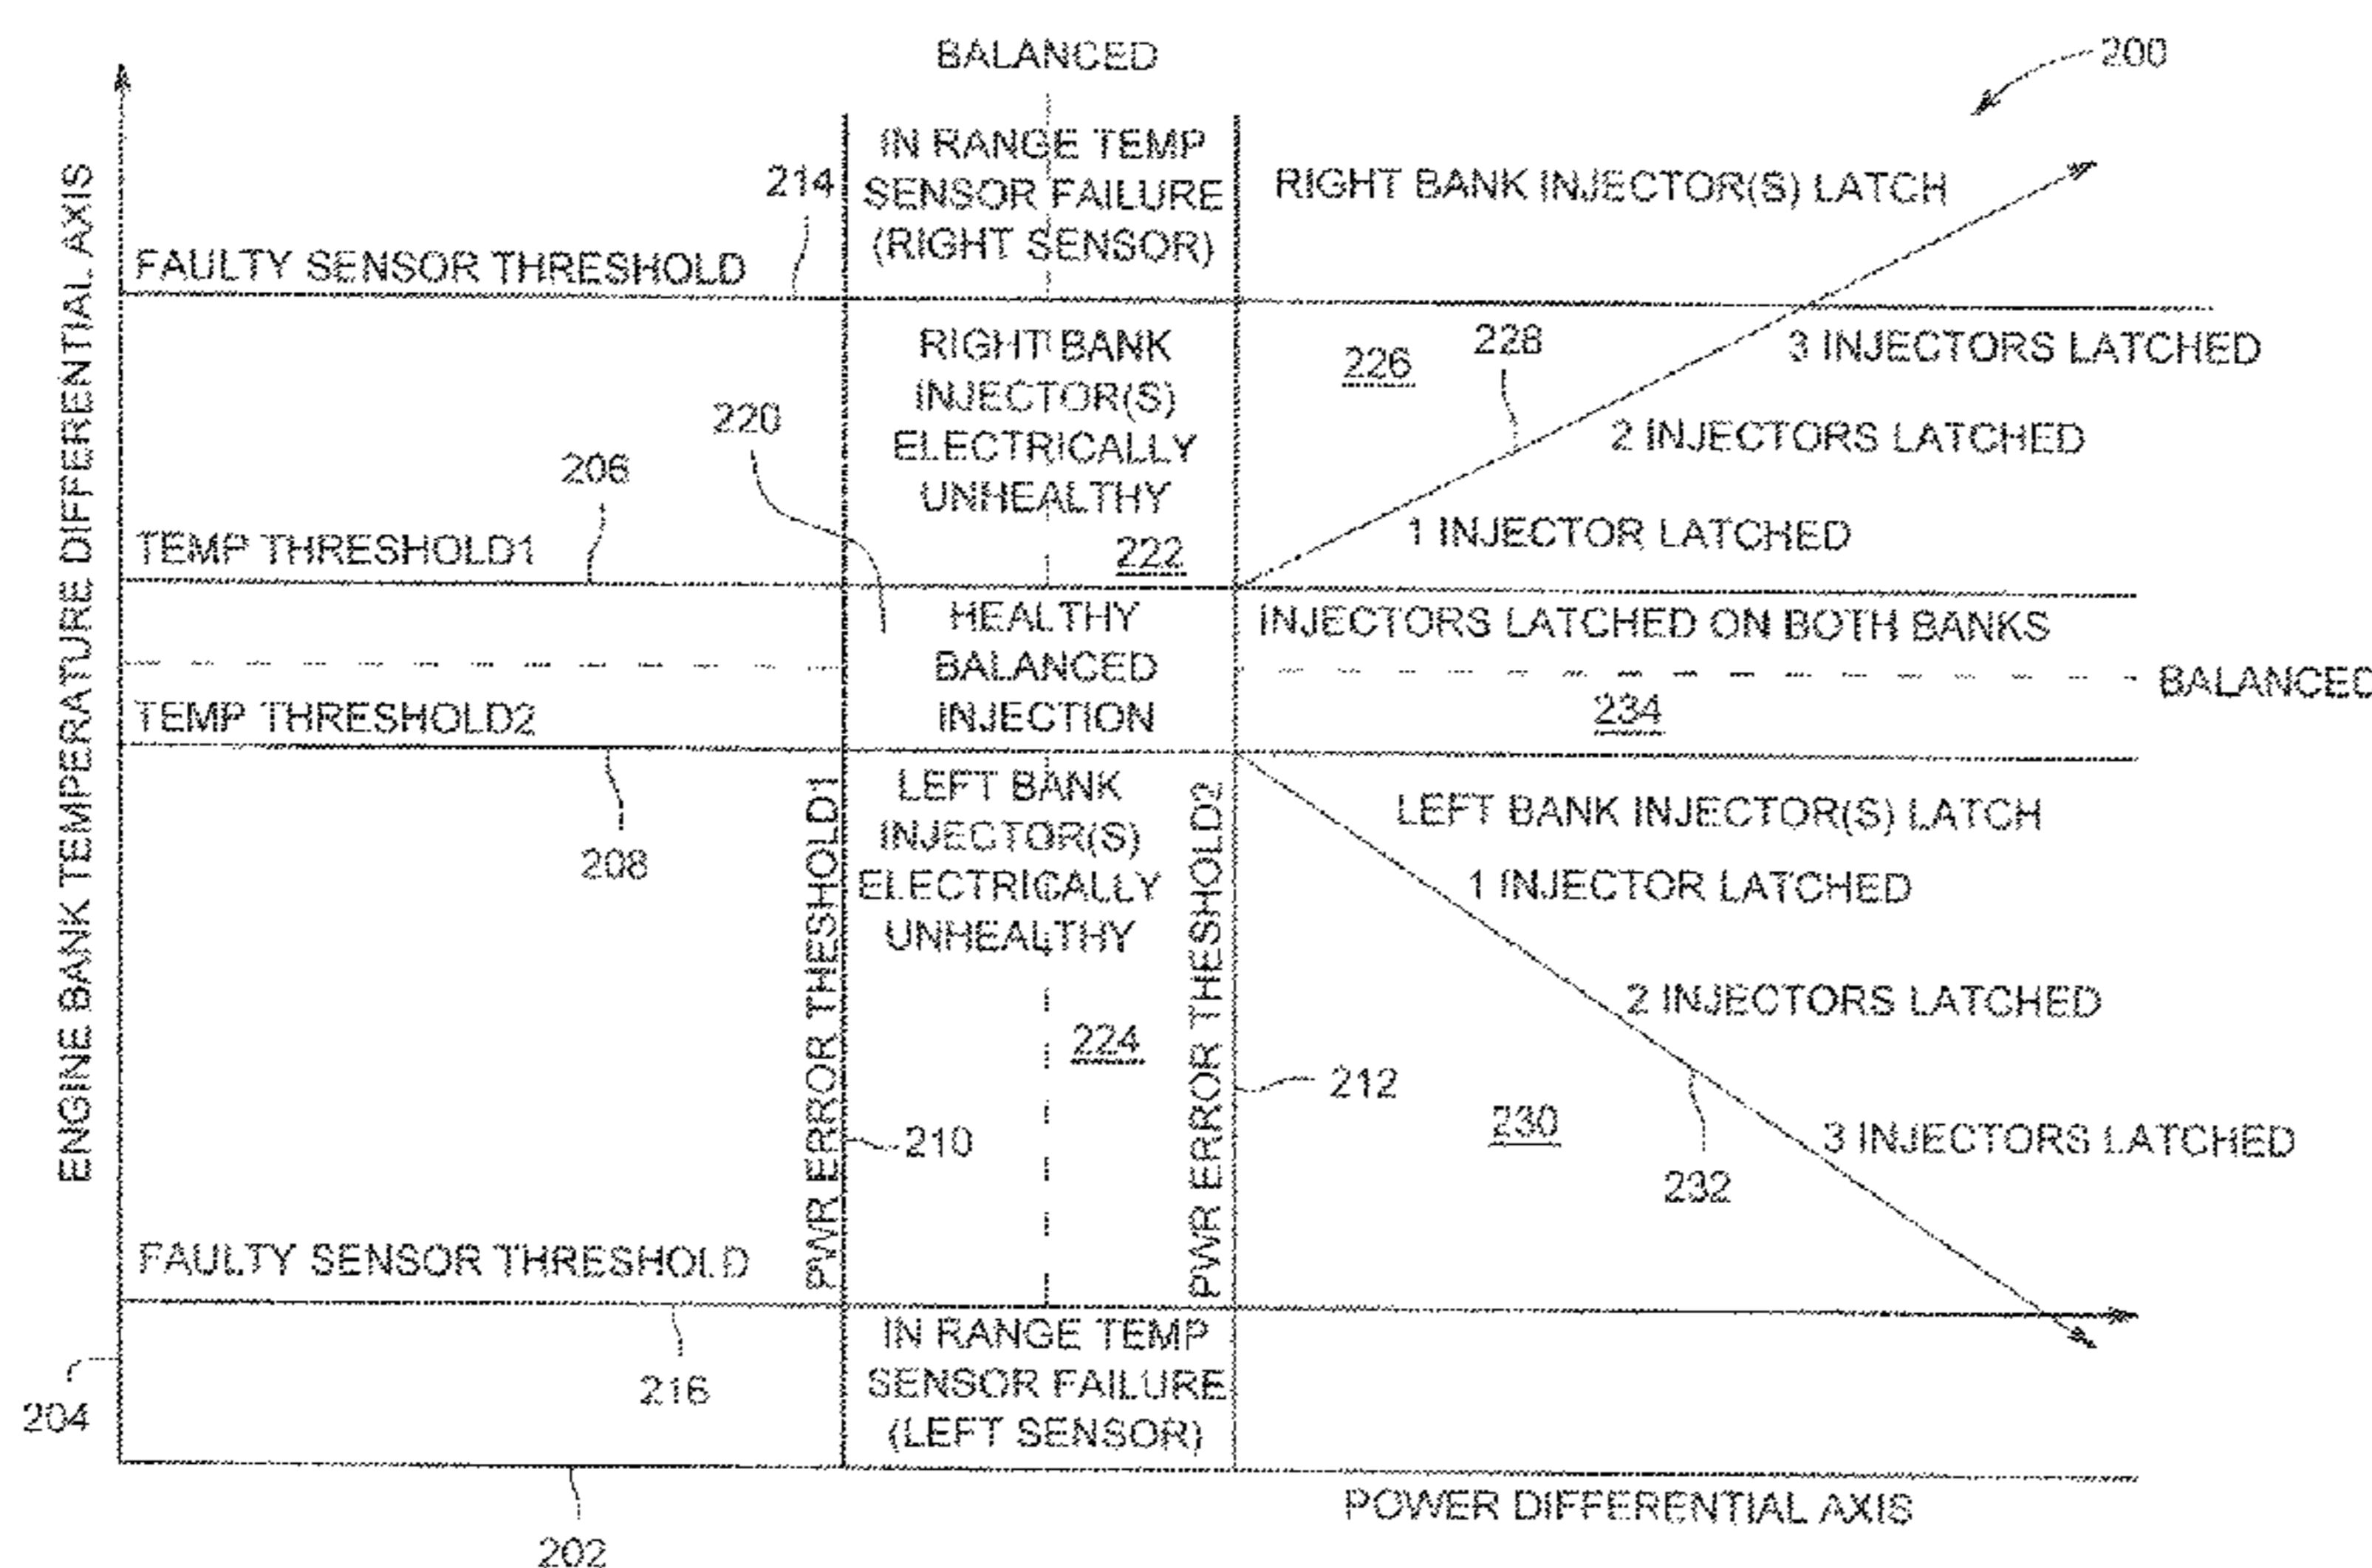 BALANCED
200
IN RANGE TEMP
SENSOR FAILURE
(RIGHT SENSOR)
214
RIGHT BANK INJECTOR(S) LATCH
FAULTY SENSOR THRESHOLD
ENGINE BANK TEMPERATURE DIFFERENTIAL AXIS
RIGHT BANK
INJECTOR(S)
ELECTRICALLY
UNHEALTHY
222
226
228
3 INJECTORS LATCHED
2 INJECTORS LATCHED
1 INJECTOR LATCHED
220
206
TEMP THRESHOLD1
HEALTHY
BALANCED
INJECTION
INJECTORS LATCHED ON BOTH BANKS
BALANCED
234
TEMP THRESHOLD2
208
PWR ERROR THESHOLD1
LEFT BANK
INJECTOR(S)
ELECTRICALLY
UNHEALTHY
224
210
PWR ERROR THESHOLD2
212
LEFT BANK INJECTOR(S) LATCH
1 INJECTOR LATCHED
2 INJECTORS LATCHED
3 INJECTORS LATCHED
230
232
FAULTY SENSOR THRESHOLD
216
IN RANGE TEMP
SENSOR FAILURE
(LEFT SENSOR)
204
202
POWER DIFFERENTIAL AXIS